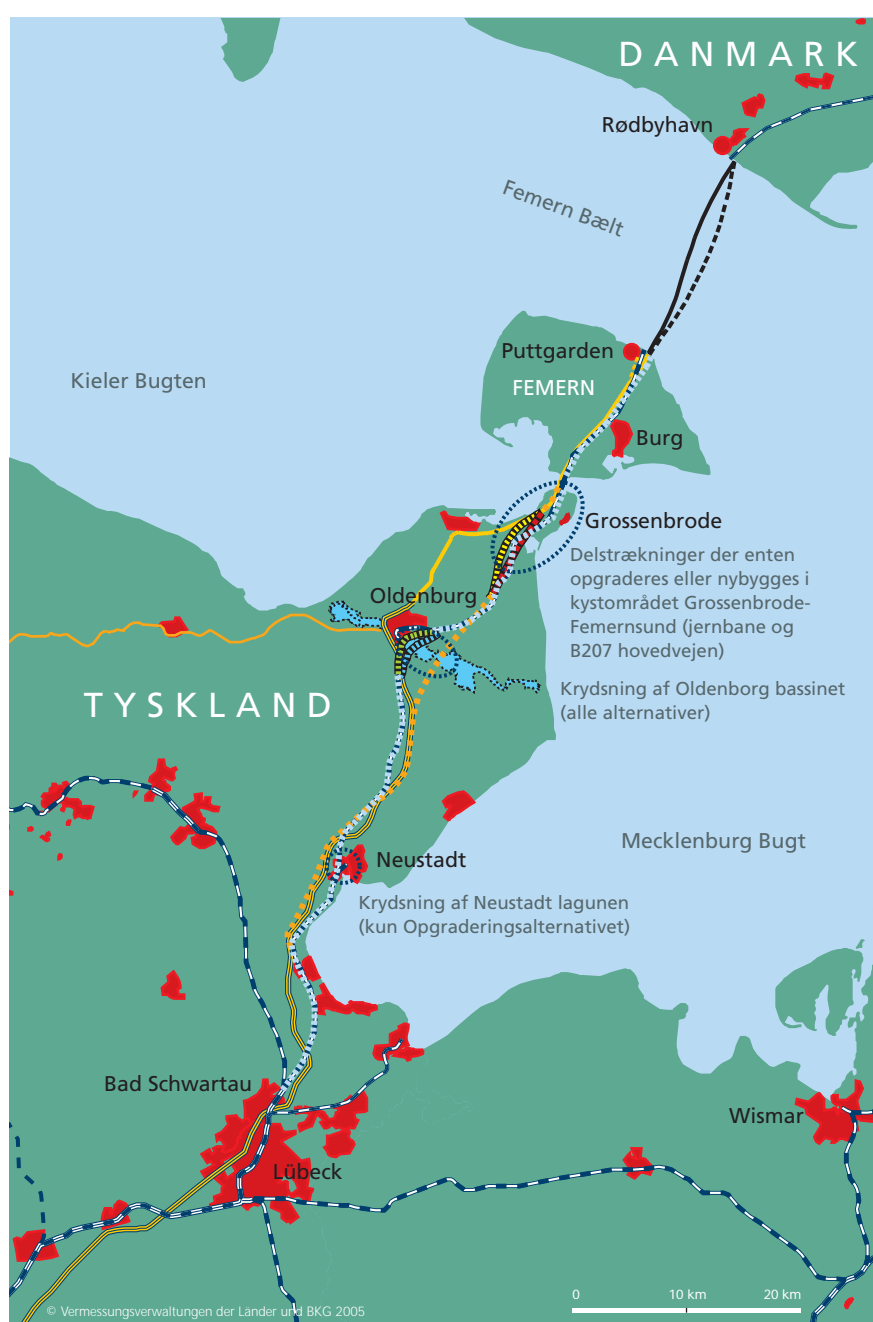 DANMARK
Rødbyhavn
Femern Bælt
Puttgarden
Kieler Bugten
FEMERN
Burg
Grossenbrode
Delstrækninger der enten
opgraderes eller nybygges i
kystområdet Grossenbrode-
Femernsund (jernbane og
B207 hovedvejen)
Oldenburg
Krydsning af Oldenborg bassinet
(alle alternativer)
TYSKLAND
Mecklenburg Bugt
Neustadt
Krydsning af Neustadt lagunen
(kun Opgraderingsalternativet)
Bad Schwartau
Wismar
Lübeck
0 10 km 20 km
© Vermessungsverwaltungen der Länder und BKG 2005